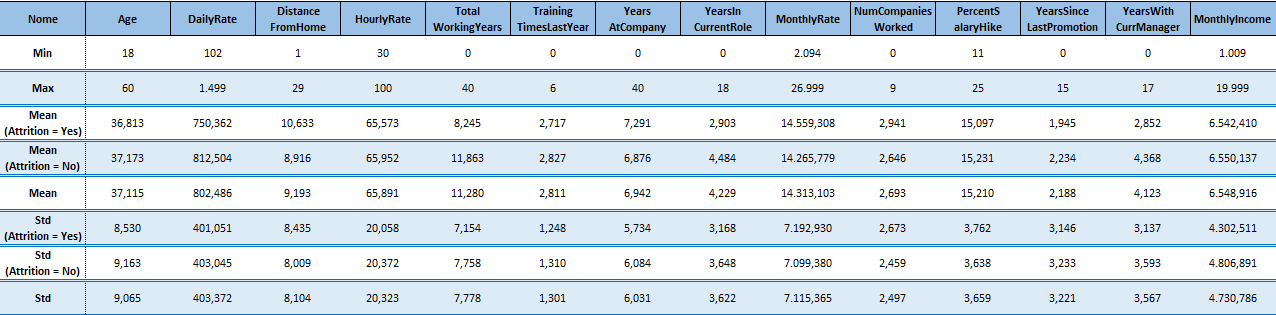 Nome Age DailyRate Distance FromHome HourlyRate Total WorkingYears Training TimesLastYear Years AtCompany YearsIn CurrentRole MonthlyRate NumCompanies Worked PercentS alaryHike YearsSince LastPromotion YearsWith CurrManager MonthlyIncome
Min 18 102 1 30 0 0 0 0 2.094 0 11 0 0 1.009
Max 60 1.499 29 100 40 6 40 18 26.999 9 25 15 17 19.999
Mean (Attrition = Yes) 36,813 750,362 10,633 65,573 8,245 2,717 7,291 2,903 14.559,308 2,941 15,097 1,945 2,852 6.542,410
Mean (Attrition = No) 37,173 812,504 8,916 65,952 11,863 2,827 6,876 4,484 14.265,779 2,646 15,231 2,234 4,368 6.550,137
Mean 37,115 802,486 9,193 65,891 11,280 2,811 6,942 4,229 14.313,103 2,693 15,210 2,188 4,123 6.548,916
Std (Attrition = Yes) 8,530 401,051 8,435 20,058 7,154 1,248 5,734 3,168 7.192,930 2,673 3,762 3,146 3,137 4.302,511
Std (Attrition = No) 9,163 403,045 8,009 20,372 7,758 1,310 6,084 3,648 7.099,380 2,459 3,638 3,233 3,593 4.806,891
Std 9,065 403,372 8,104 20,323 7,778 1,301 6,031 3,622 7.115,365 2,497 3,659 3,221 3,567 4.730,786